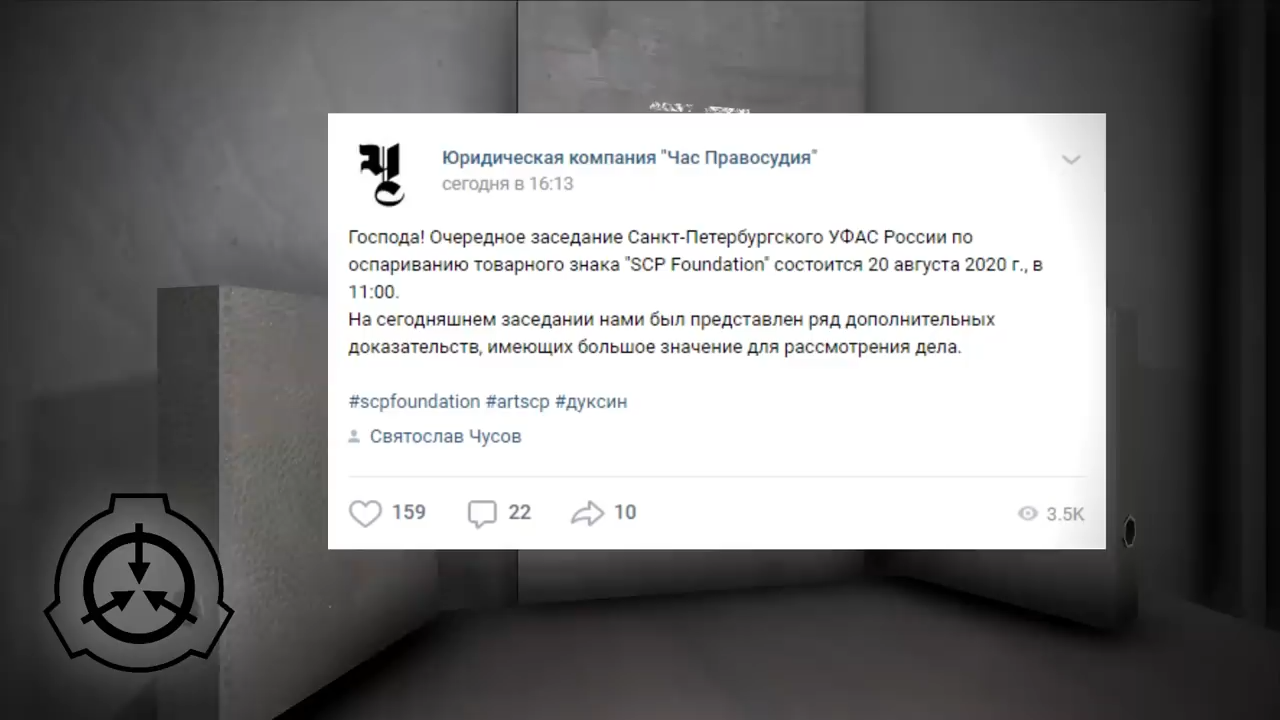 Юридическая компания "Час Правосудия"
сегодня в 16:13
Господа! Очередное заседание Санкт-Петербургского УФАС России по
оспариванию товарного знака "SCP Foundation" состоится 20 августа 2020 г., в
11:00.
На сегодняшнем заседании нами был представлен ряд дополнительных
доказательств, имеющих большое значение для рассмотрения дела.
#scpfoundation #artscp #дуксин
Святослав Чусов
159 22 10 3.5K